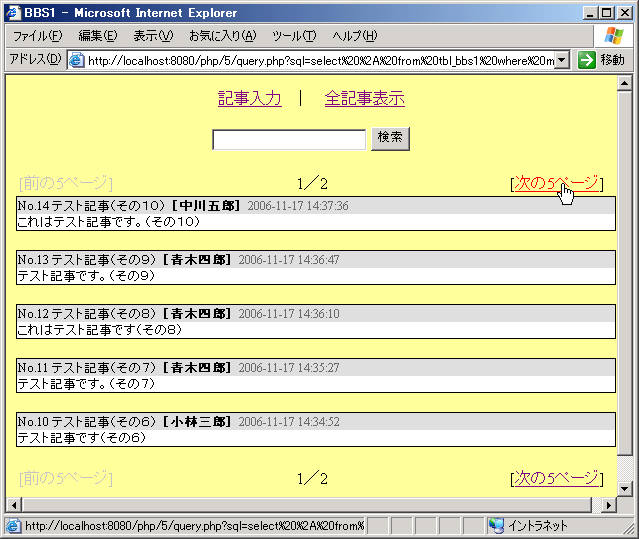 BBS1 - Microsoft Internet Explorer
ファイル(F) 編集(E) 表示(V) お気に入り(A) ツール(T) ヘルプ(H)
アドレス(D) http://localhost:8080/php/5/query.php?sql=select%20%2A%20from%20tbl_bbs1%20where%20m 移動
記事入力 | 全記事表示
検索
[前の5ページ] 1／2 [次の5ページ]
No.14 テスト記事（その１０） [中川五郎] 2006-11-17 14:37:36
これはテスト記事です。（その１０）
No.13 テスト記事（その９） [青木四郎] 2006-11-17 14:36:47
テスト記事です。（その９）
No.12 テスト記事（その８） [青木四郎] 2006-11-17 14:36:10
これはテスト記事です（その８）
No.11 テスト記事（その７） [青木四郎] 2006-11-17 14:35:27
テスト記事です。（その７）
No.10 テスト記事（その６） [小林三郎] 2006-11-17 14:34:52
テスト記事です（その６）
[前の5ページ] 1／2 [次の5ページ]
http://localhost:8080/php/5/query.php?sql=select%20%2A%20from% イントラネット